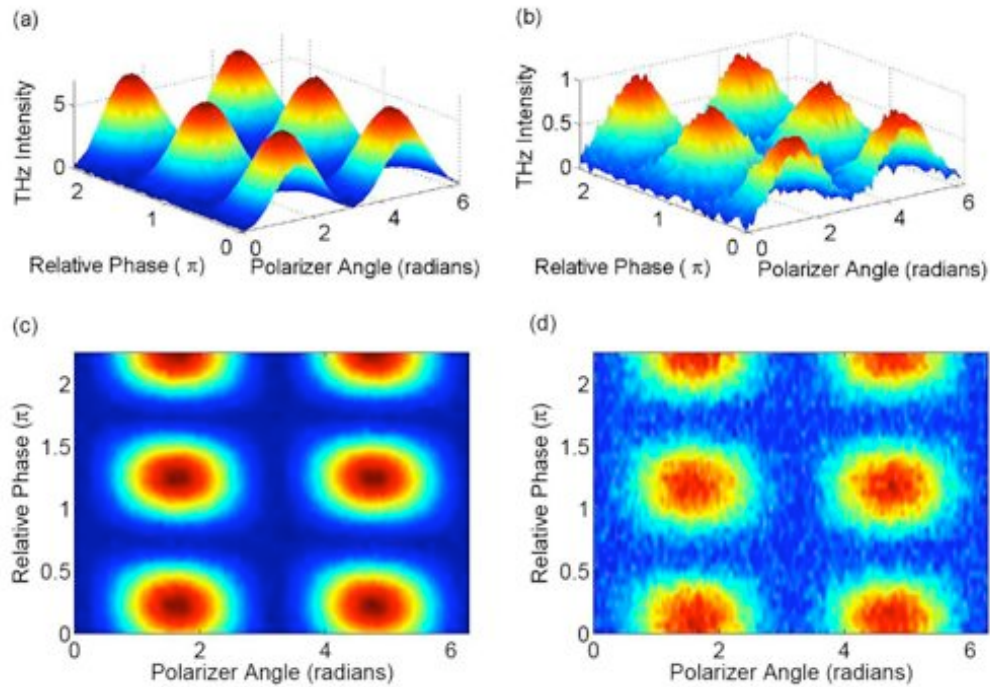 (a)
THz Intensity
5
0
2
1
0
0
2
4
6
Relative Phase ( π)
Polarizer Angle (radians)
(b)
THz Intensity
1
0.5
0
2
1
0
0
2
4
6
Relative Phase ( π)
Polarizer Angle (radians)
(c)
Relative Phase (π)
2
1.5
1
0.5
0
0
2
4
6
Polarizer Angle (radians)
(d)
Relative Phase (π)
2
1.5
1
0.5
0
0
2
4
6
Polarizer Angle (radians)